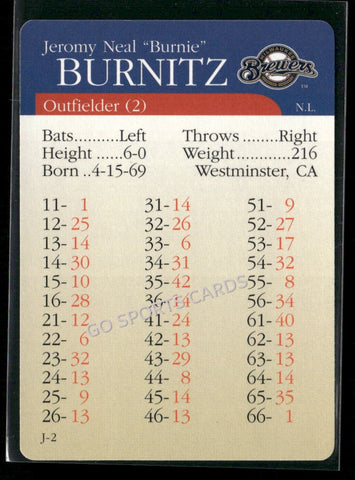 Jeromy Neal "Burnie"
BURNITZ
MILWAUKEE
Brewers
TM
Outfielder (2)
N.L.
Bats..........Left
Throws ..........Right
Height ........6-0
Weight............216
Born ..4-15-69
Westminster, CA
11- 1 31-14 51- 9
12-25 32-26 52-27
13-14 33- 6 53-17
14-30 34-31 54-32
15-10 35-14 55- 8
16-28 56-34
21-12 41-24 61-40
22- 6 42-13 62-13
23-32 43-29 63-14
24-13 44- 8 64-13
25- 9 45-14 65-35
26-13 46-13 66- 1
GO SPORTS CARDS
J-2